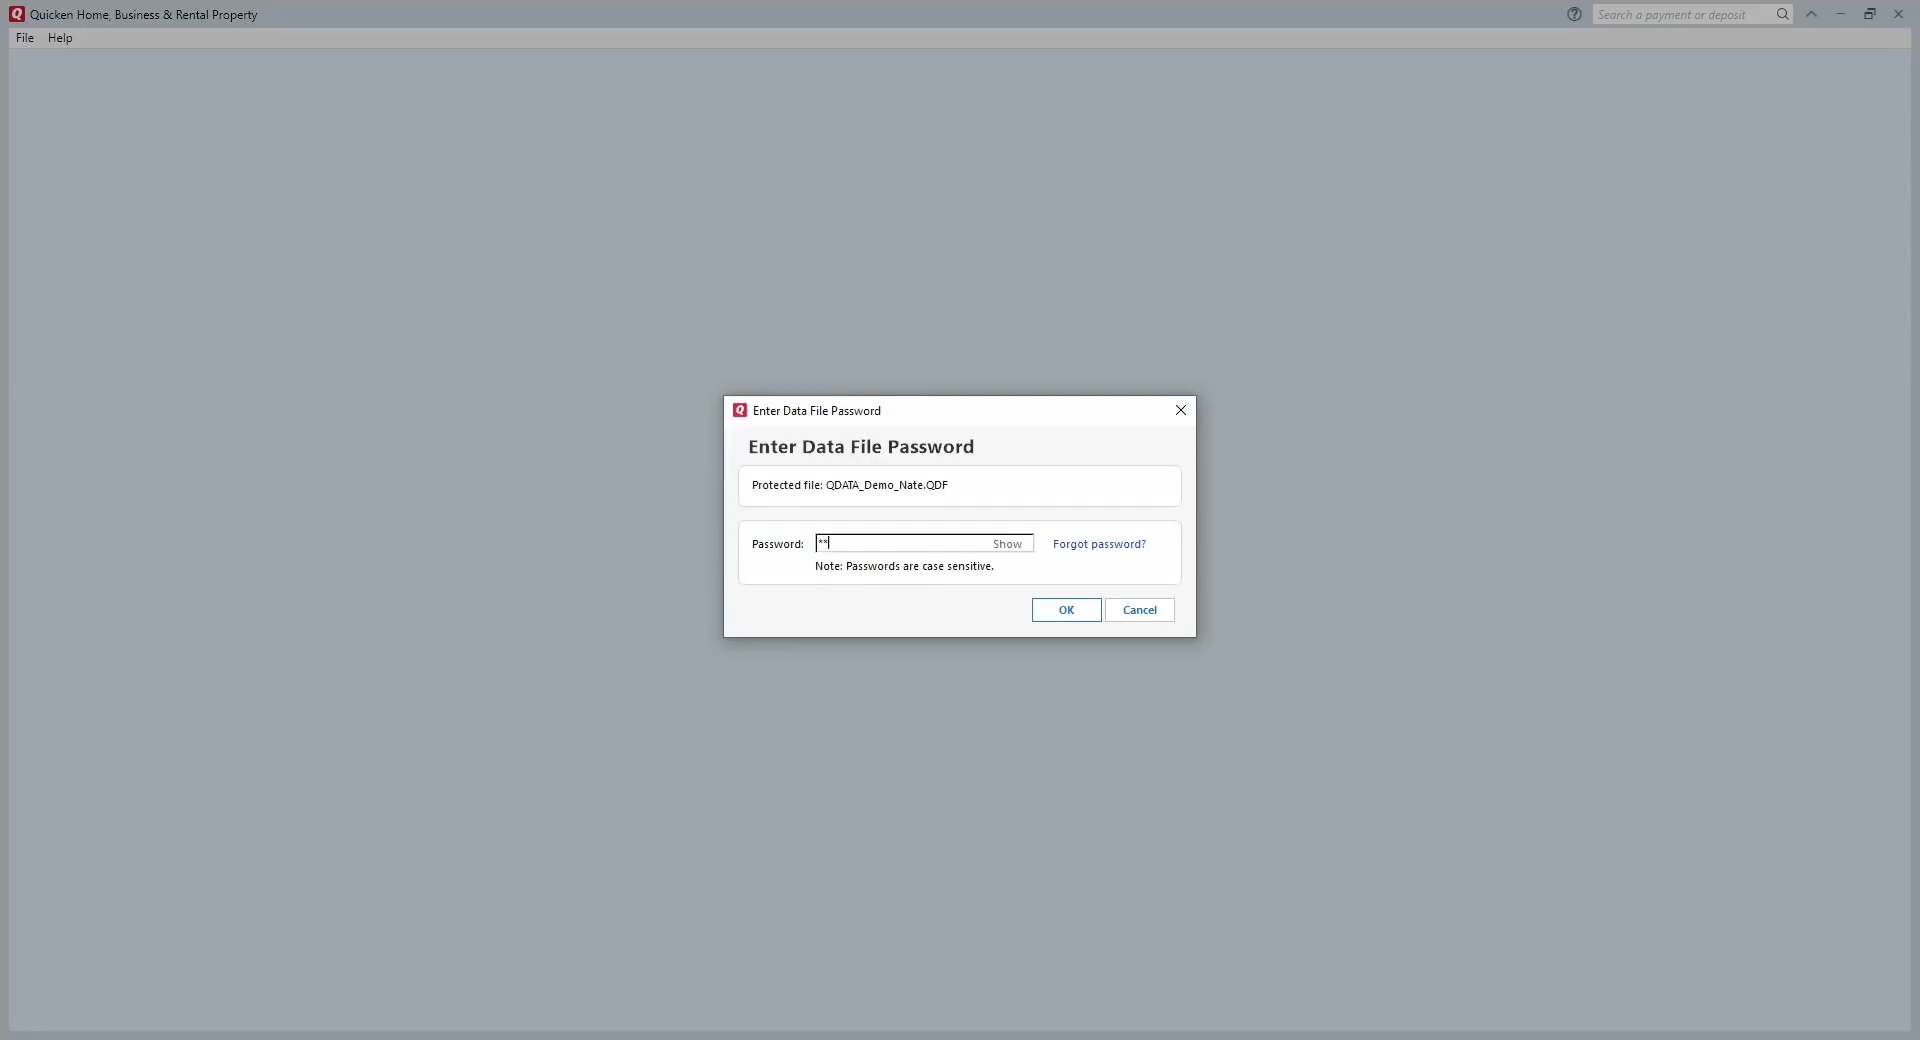 Quicken Home, Business & Rental Property
Search a payment or deposit
File Help
Enter Data File Password
Enter Data File Password
Protected file: QDATA_Demo_Nate.QDF
Password: ** Show Forgot password?
Note: Passwords are case sensitive.
OK Cancel